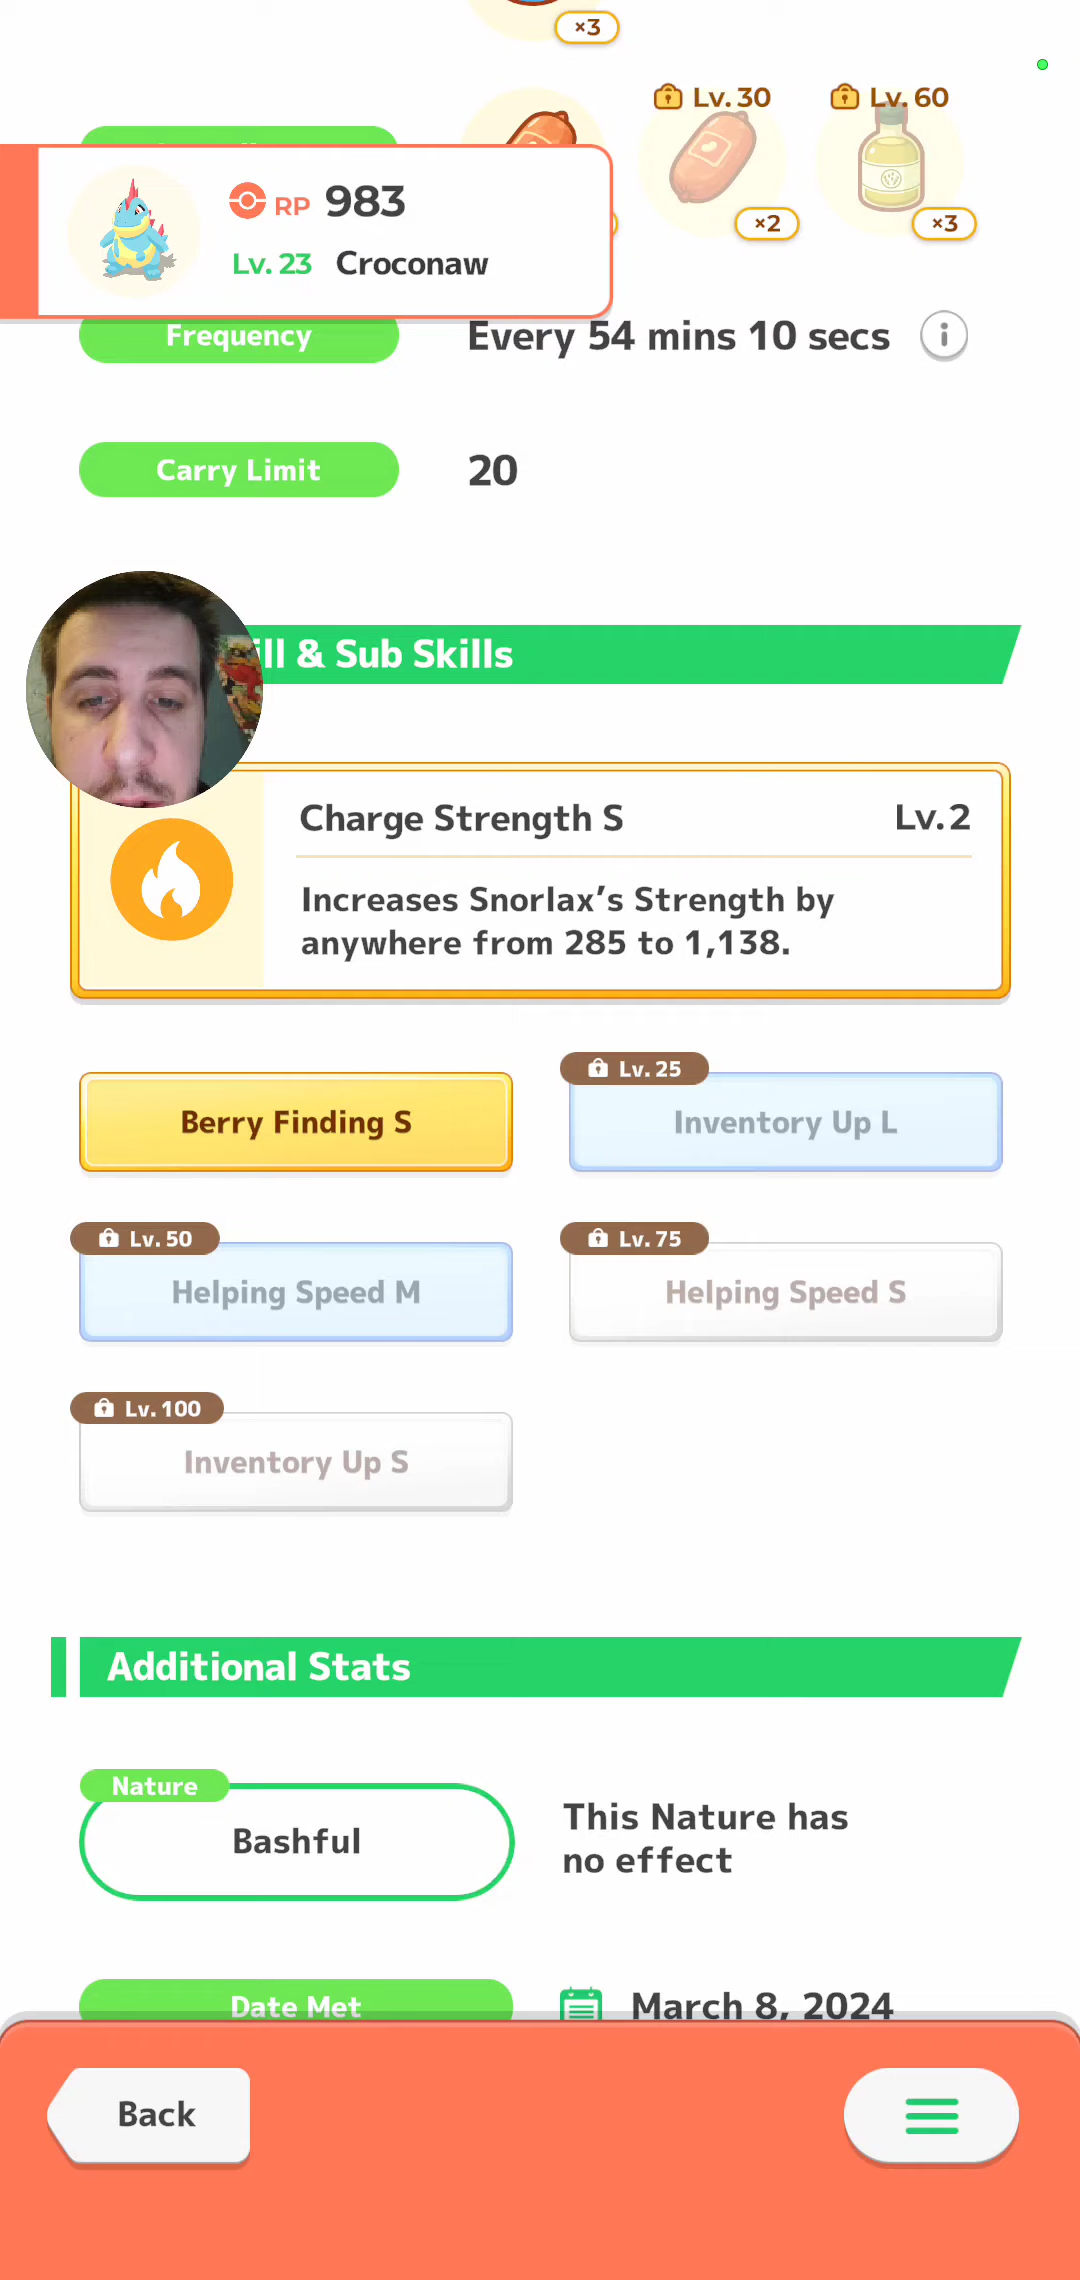 ×3
Lv. 30
Lv. 60
×2
×3
RP 983
Lv. 23 Croconaw
Frequency
Every 54 mins 10 secs
Carry Limit
20
ill & Sub Skills
Charge Strength S
Lv. 2
Increases Snorlax’s Strength by
anywhere from 285 to 1,138.
Berry Finding S
Lv. 25
Inventory Up L
Lv. 50
Helping Speed M
Lv. 75
Helping Speed S
Lv. 100
Inventory Up S
Additional Stats
Nature
Bashful
This Nature has
no effect
Date Met
March 8, 2024
Back